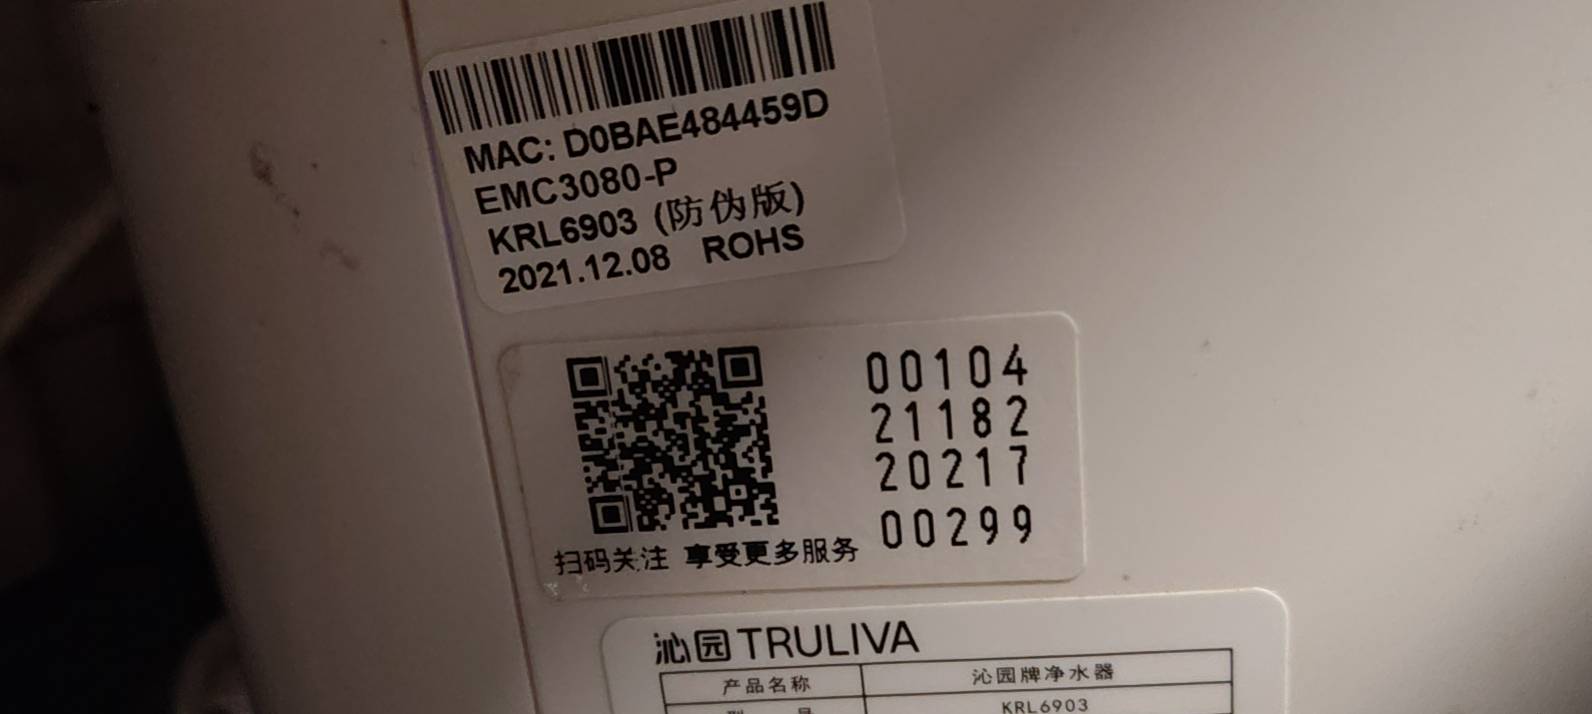 MAC: D0BAE484459D
EMC3080-P
KRL6903 (防伪版)
2021.12.08 ROHS
00104
21182
20217
00299
扫码关注 享受更多服务
沁园 TRULIVA
产品名称 沁园牌净水器
型 号 KRL6903